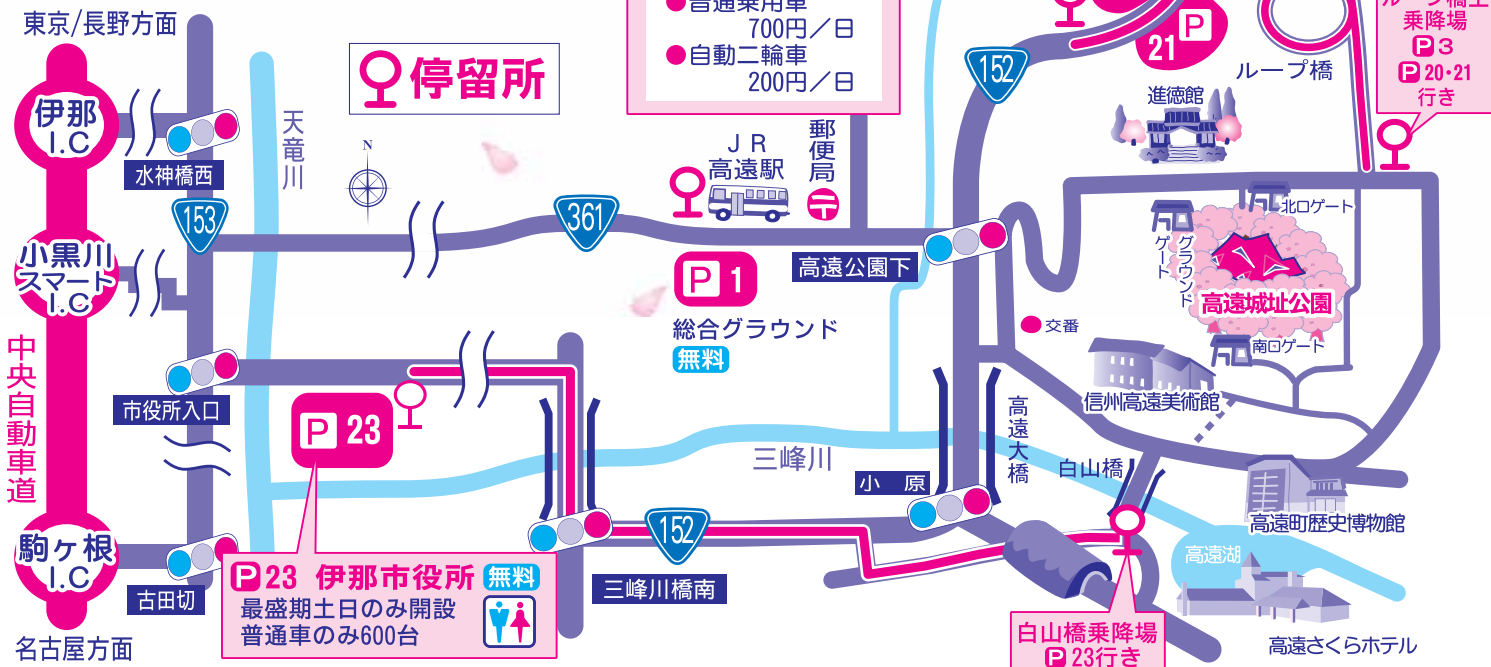 東京/長野方面
伊那
I.C
水神橋西
天竜川
停留所
N
普通乗用車
700円／日
自動二輪車
200円／日
153
小黒川
スマート
I.C
361
JR
高遠駅
郵便局
P 1
総合グラウンド
無料
高遠公園下
152
P
21
ループ橋
乗降場
P 3
P 20・21
行き
進徳館
北口ゲート
グラウンド
ゲート
高遠城址公園
南口ゲート
交番
信州高遠美術館
中央自動車道
市役所入口
P 23
三峰川
小 原
高遠大橋
白山橋
高遠町歴史博物館
高遠湖
駒ヶ根
I.C
古田切
名古屋方面
P 23 伊那市役所 無料
最盛期土日のみ開設
普通車のみ600台
152
三峰川橋南
白山橋乗降場
P 23行き
高遠さくらホテル